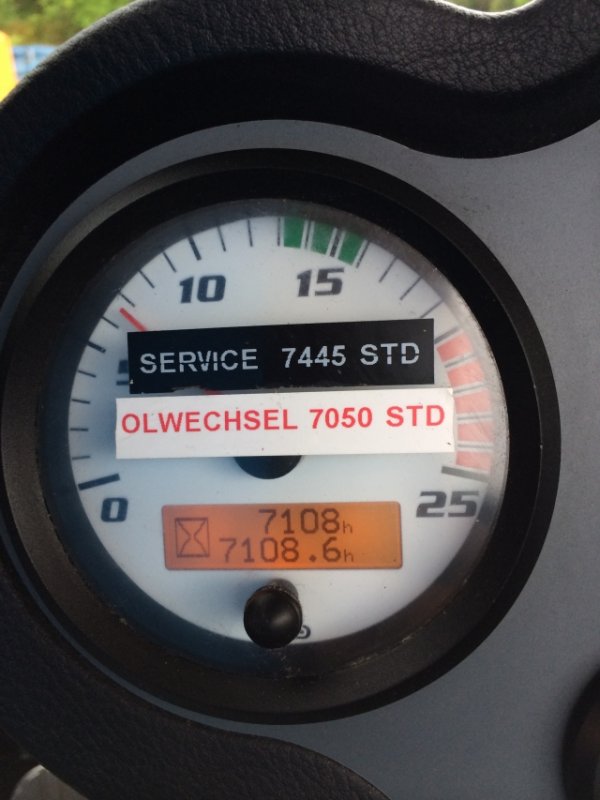 10 15
SERVICE 7445 STD
OLWECHSEL 7050 STD
0 25
7108h
7108.6h